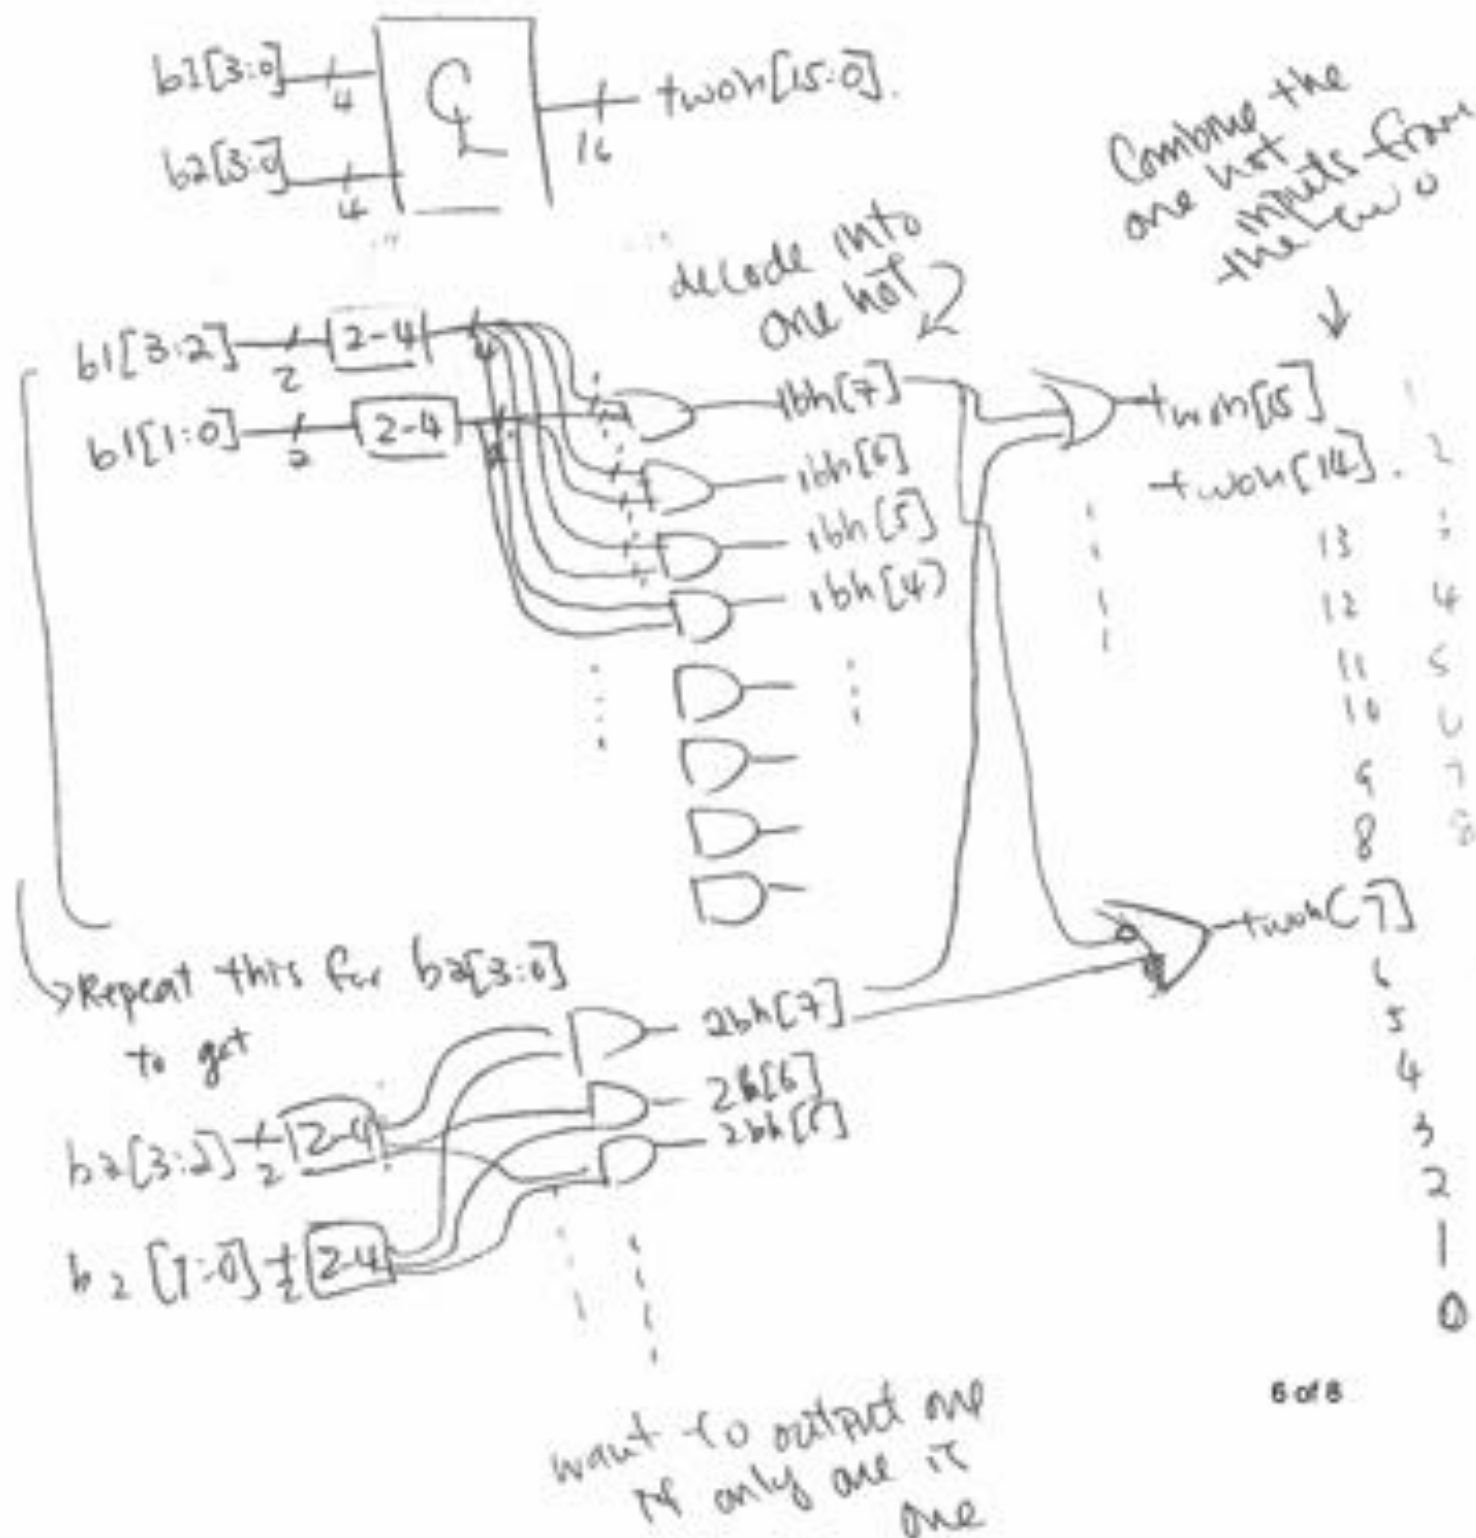 b1[3:0]
4
b2[3:0]
4
CL
16
twoh[15:0].
Combine the
one hot
inputs from
the two
decode into
one hot
b1[3:2]
2
2-4
4
b1[1:0]
2
2-4
4
1bh[7]
1bh[6]
1bh[5]
1bh[4)
twoh[15]
twoh[14].
13
12
11
10
9
8
1
2
3
4
5
6
7
8
twoh[7]
6
5
4
3
2
1
0
Repeat this for b2[3:0]
to get
b2[3:2]
2
2-4
b2[1:0]
2
2-4
2bh[7]
2b[6]
want to output one
if only one is
one
6 of 8